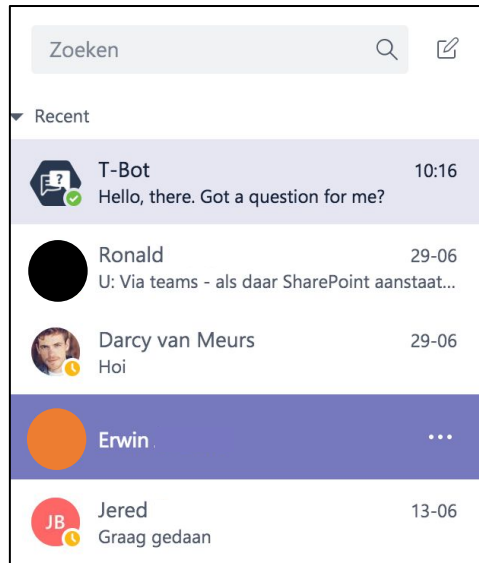 Zoeken
Recent
T-Bot 10:16
Hello, there. Got a question for me?
Ronald 29-06
U: Via teams - als daar SharePoint aanstaat...
Darcy van Meurs 29-06
Hoi
Erwin
JB
Jered 13-06
Graag gedaan